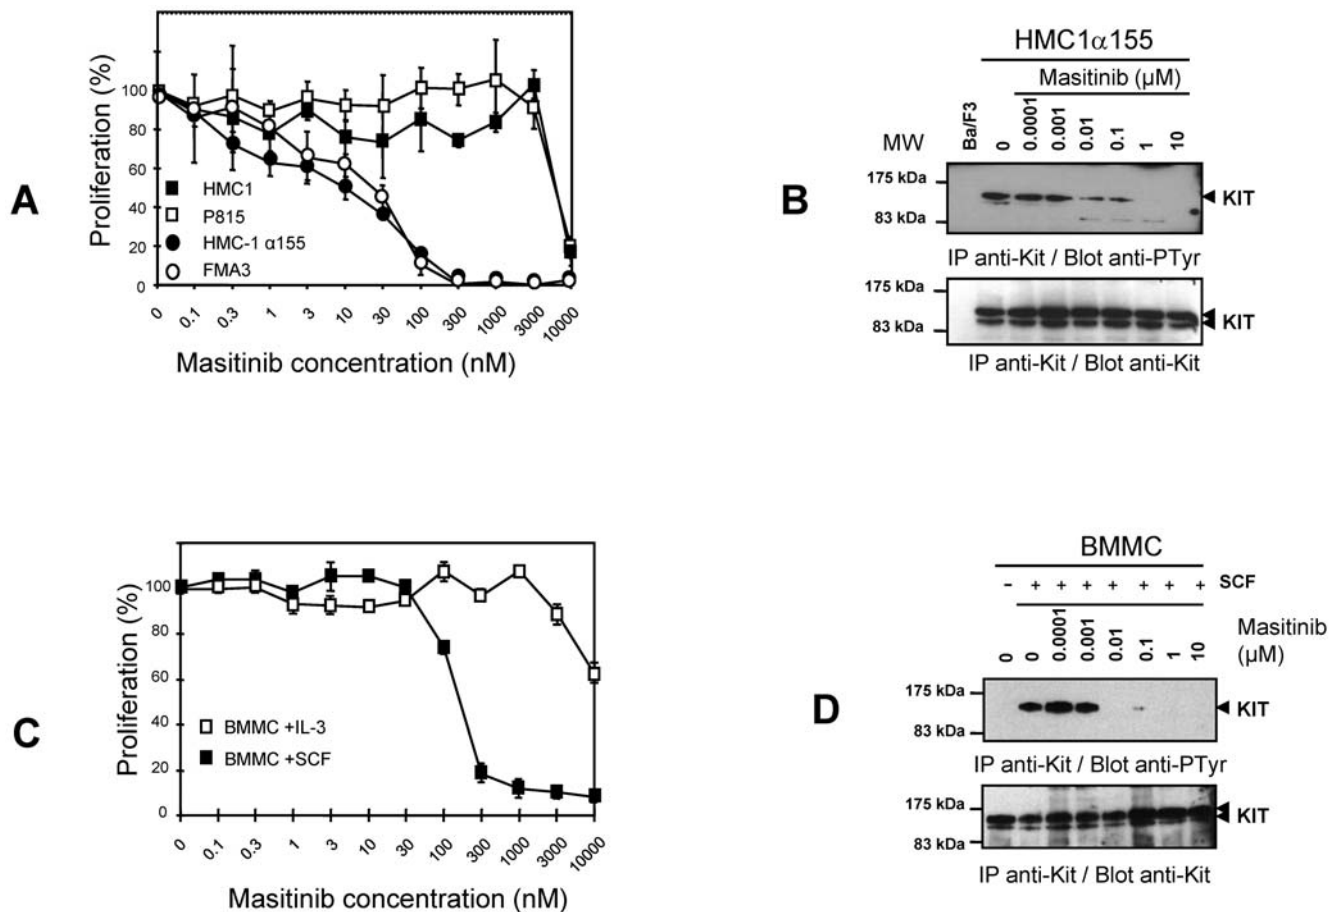 A
Proliferation (%)
100
80
60
40
20
0
HMC1
P815
HMC-1 α155
FMA3
0 0.1 0.3 1 3 10 30 100 300 1000 3000 10000
Masitinib concentration (nM)
B
HMC1α155
Masitinib (µM)
MW Ba/F3 0 0.0001 0.001 0.01 0.1 1 10
175 kDa
KIT
83 kDa
IP anti-Kit / Blot anti-PTyr
175 kDa
KIT
83 kDa
IP anti-Kit / Blot anti-Kit
C
Proliferation (%)
100
80
60
40
20
0
BMMC +IL-3
BMMC +SCF
0 0.1 0.3 1 3 10 30 100 300 1000 3000 10000
Masitinib concentration (nM)
D
BMMC
- + + + + + + + SCF
0 0 0.0001 0.001 0.01 0.1 1 10 Masitinib
(µM)
175 kDa
KIT
83 kDa
IP anti-Kit / Blot anti-PTyr
175 kDa
KIT
83 kDa
IP anti-Kit / Blot anti-Kit